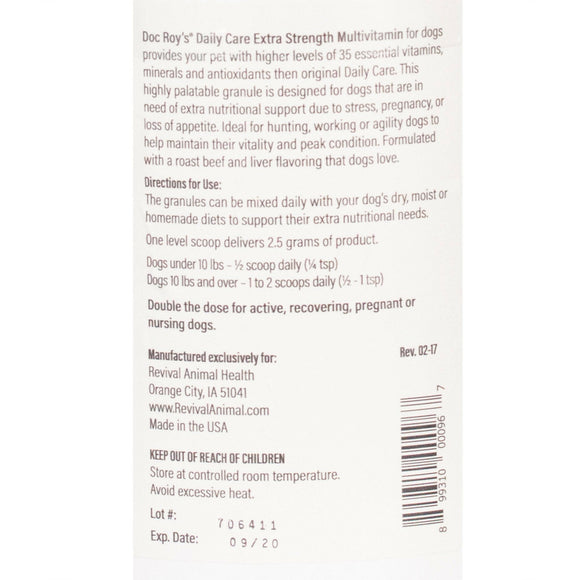 Doc Roy's® Daily Care Extra Strength Multivitamin for dogs
provides your pet with higher levels of 35 essential vitamins,
minerals and antioxidants then original Daily Care. This
highly palatable granule is designed for dogs that are in
need of extra nutritional support due to stress, pregnancy, or
loss of appetite. Ideal for hunting, working or agility dogs to
help maintain their vitality and peak condition. Formulated
with a roast beef and liver flavoring that dogs love.
Directions for Use:
The granules can be mixed daily with your dog's dry, moist or
homemade diets to support their extra nutritional needs.
One level scoop delivers 2.5 grams of product.
Dogs under 10 lbs - ½ scoop daily (¼ tsp)
Dogs 10 lbs and over - 1 to 2 scoops daily (½ - 1 tsp)
Double the dose for active, recovering, pregnant or
nursing dogs.
Manufactured exclusively for:
Revival Animal Health
Orange City, IA 51041
www.RevivalAnimal.com
Made in the USA
Rev. 02-17
KEEP OUT OF REACH OF CHILDREN
Store at controlled room temperature.
Avoid excessive heat.
Lot #: 706411
Exp. Date: 09/20
8 99310 00096 7